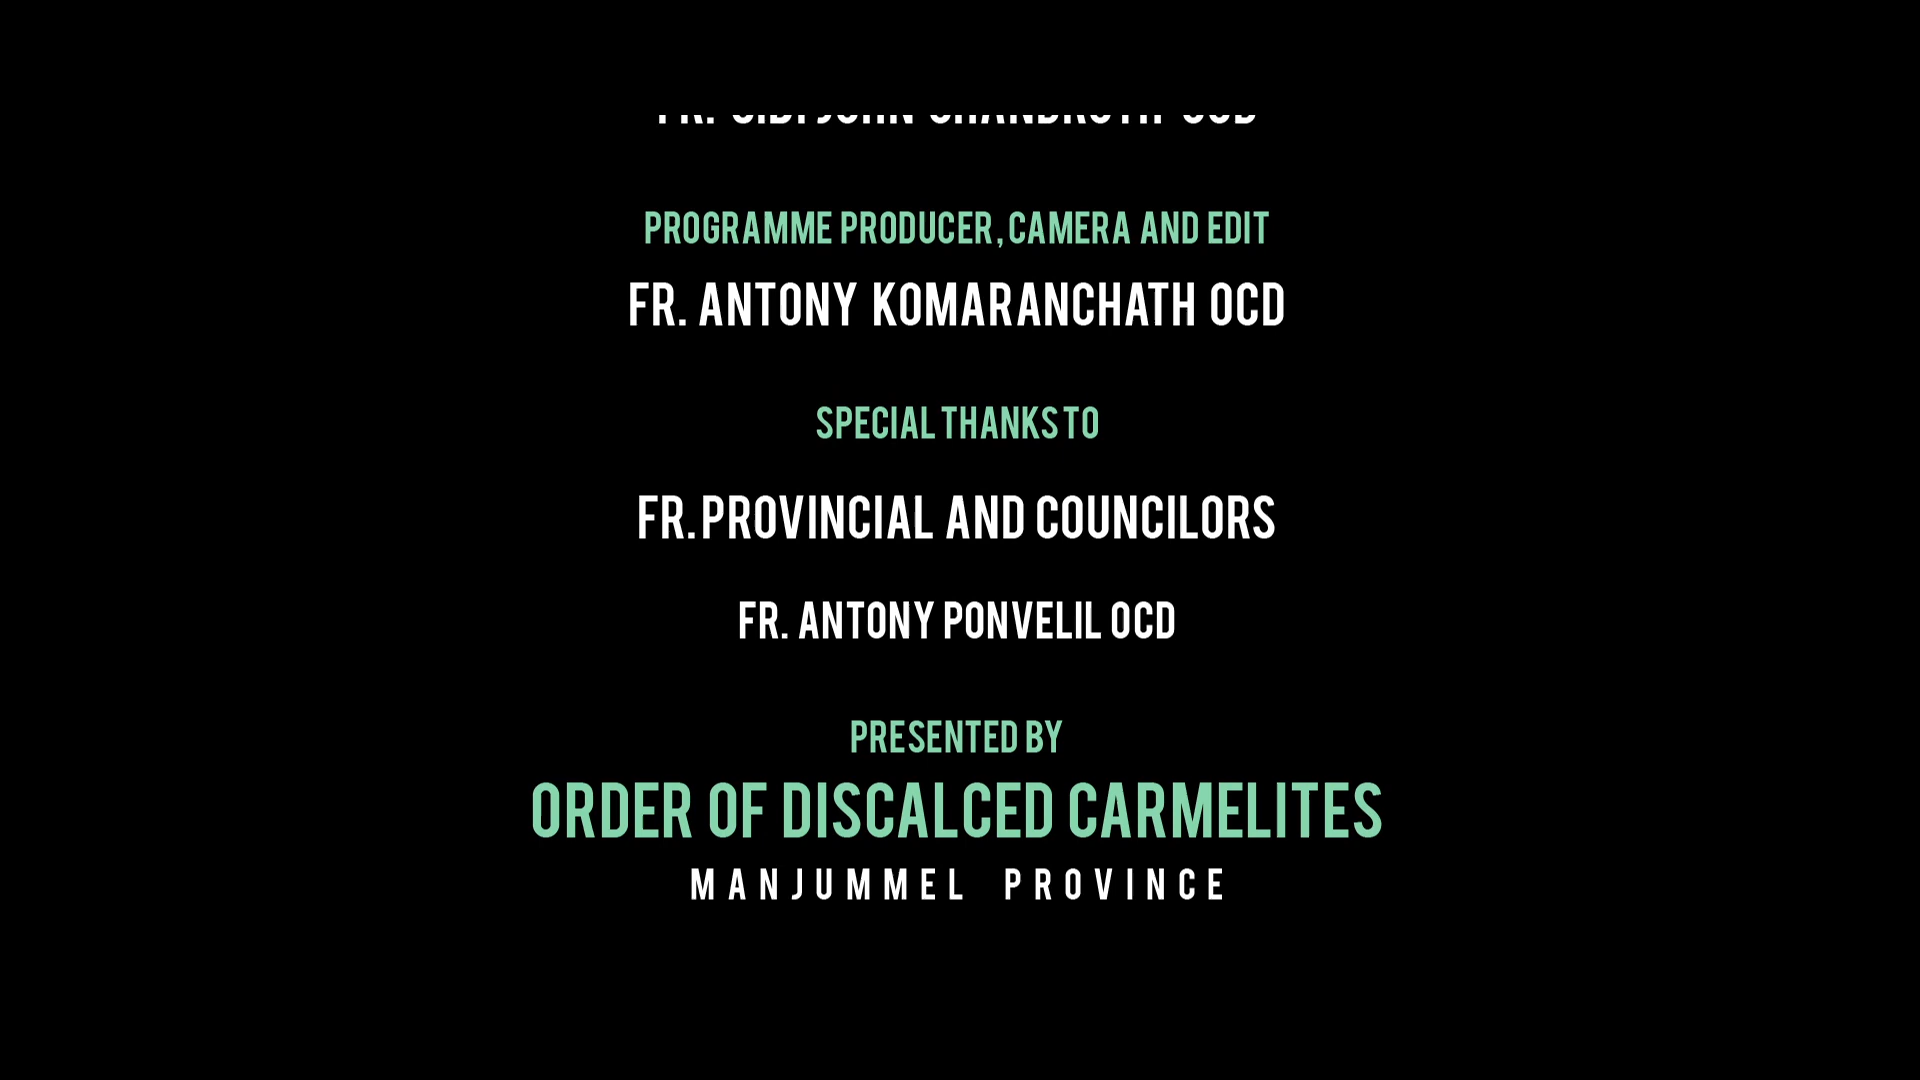 PROGRAMME PRODUCER, CAMERA AND EDIT
FR. ANTONY KOMARANCHATH OCD
SPECIAL THANKS TO
FR. PROVINCIAL AND COUNCILORS
FR. ANTONY PONVELIL OCD
PRESENTED BY
ORDER OF DISCALCED CARMELITES
MANJUMMEL PROVINCE